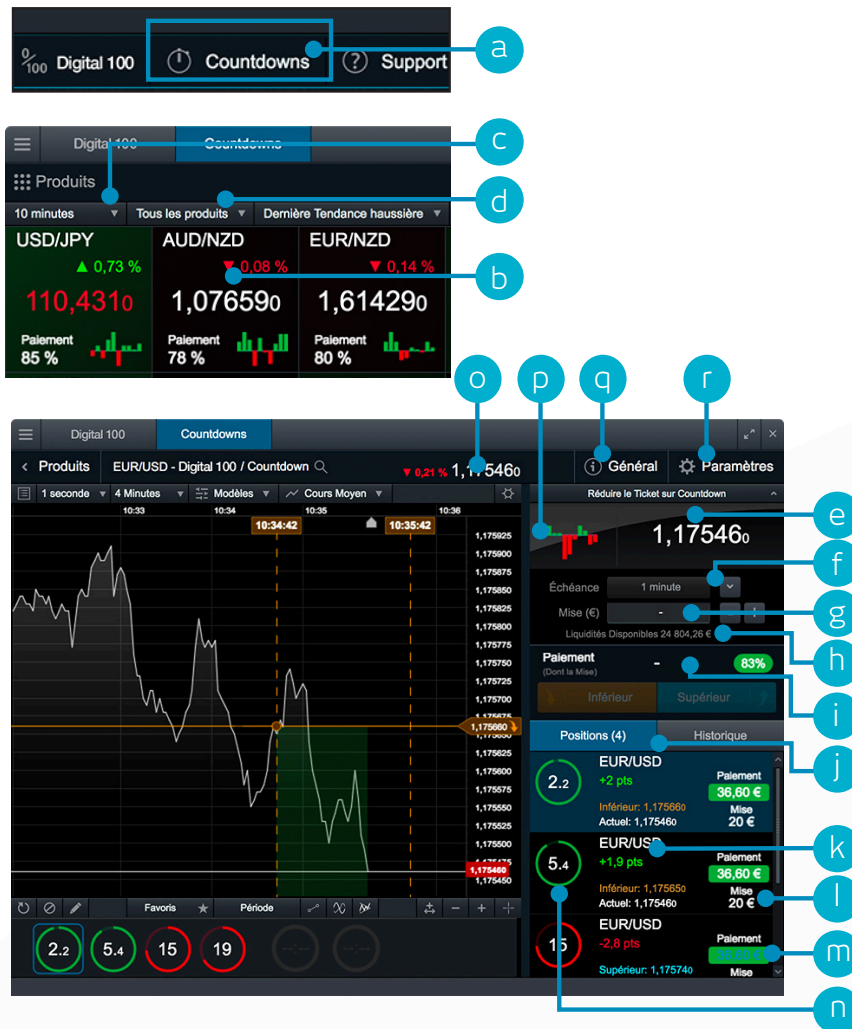 0/100 Digital 100 Countdowns ? Support a
Digital 100 Countdowns c
Produits
10 minutes Tous les produits Dernière Tendance haussière d
USD/JPY AUD/NZD EUR/NZD
▲ 0,73 % ▼ 0,08 % ▼ 0,14 % b
110,4310 1,076590 1,614290
Paiement Paiement Paiement
85 % 78 % 80 %
o p q r
Digital 100 Countdowns
< Produits EUR/USD - Digital 100 / Countdown ▼ 0,21 % 1,175460 i Général Paramètres
1 seconde 4 Minutes Modèles Cours Moyen Réduire le Ticket sur Countdown
10:33 10:34 10:35 10:36
10:34:42 10:35:42
1,175925
1,175900
1,175875
1,175850
1,175825
1,175800
1,175775
1,175750
1,175725
1,175700
1,175675
1,175660
1,175650
1,175625
1,175600
1,175575
1,175550
1,175525
1,175500
1,175475
1,175460
1,175450
1,175460 e
Échéance 1 minute f
Mise (€) - g
Liquidités Disponibles 24 804,26 € h
Paiement - 83%
(Dont la Mise) i
Inférieur Supérieur
Positions (4) Historique j
EUR/USD
2.2 +2 pts Paiement
36,60 €
Inférieur: 1,175660 Mise
Actuel: 1,175460 20 €
EUR/USD k
5.4 +1,9 pts Paiement
36,60 €
Inférieur: 1,175650 Mise
Actuel: 1,175460 20 € l
EUR/USD
15 -2,8 pts Paiement
36,60 € m
Supérieur: 1,175740 Mise
n
Favoris Période
2.2 5.4 15 19 --:-- --:--